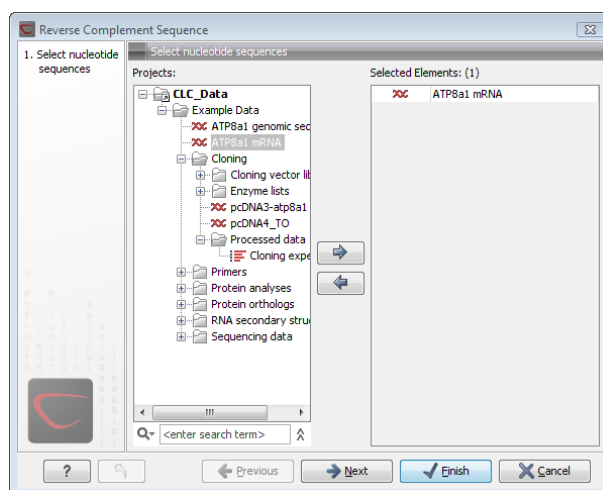 Reverse Complement Sequence
1. Select nucleotide
sequences
Select nucleotide sequences
Projects:
CLC_Data
Example Data
ATP8a1 genomic sec
ATP8a1 mRNA
Cloning
Cloning vector lib
Enzyme lists
pcDNA3-atp8a1
pcDNA4_TO
Processed data
Cloning expe
Primers
Protein analyses
Protein orthologs
RNA secondary stru
Sequencing data
<enter search term>
Selected Elements: (1)
ATP8a1 mRNA
?
Previous
Next
Finish
Cancel